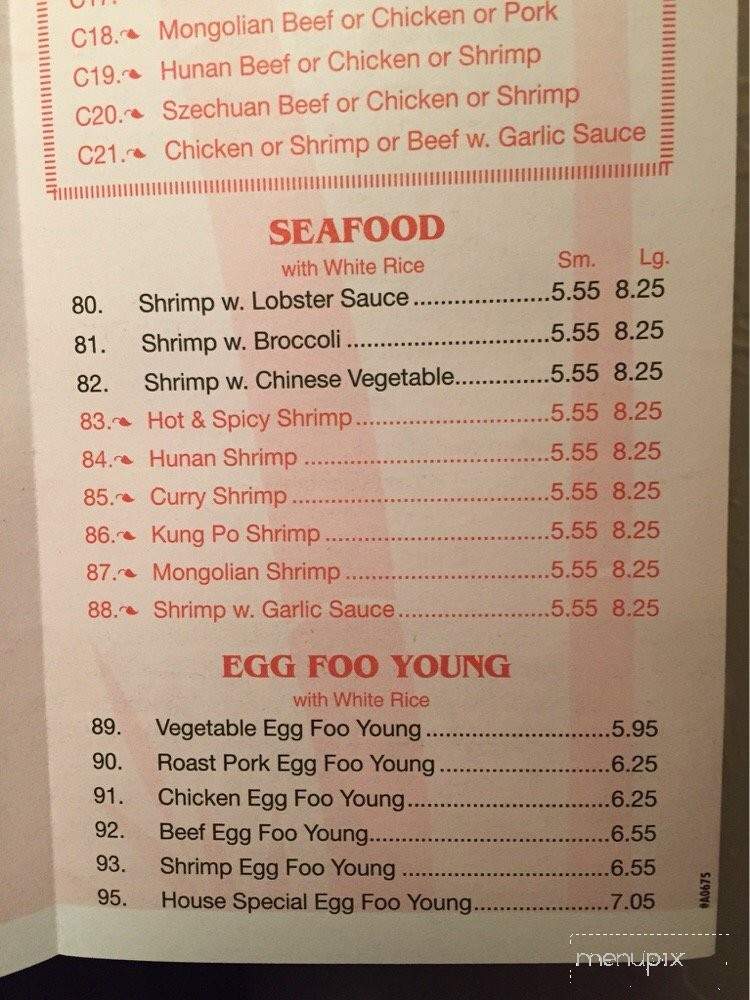 C17.
C18. Mongolian Beef or Chicken or Pork
C19. Hunan Beef or Chicken or Shrimp
C20. Szechuan Beef or Chicken or Shrimp
C21. Chicken or Shrimp or Beef w. Garlic Sauce
SEAFOOD
with White Rice Sm. Lg.
80. Shrimp w. Lobster Sauce ....................5.55 8.25
81. Shrimp w. Broccoli ..............................5.55 8.25
82. Shrimp w. Chinese Vegetable..............5.55 8.25
83. Hot & Spicy Shrimp.............................5.55 8.25
84. Hunan Shrimp .....................................5.55 8.25
85. Curry Shrimp .......................................5.55 8.25
86. Kung Po Shrimp ..................................5.55 8.25
87. Mongolian Shrimp ...............................5.55 8.25
88. Shrimp w. Garlic Sauce.......................5.55 8.25
EGG FOO YOUNG
with White Rice
89. Vegetable Egg Foo Young ...........................5.95
90. Roast Pork Egg Foo Young .........................6.25
91. Chicken Egg Foo Young..............................6.25
92. Beef Egg Foo Young....................................6.55
93. Shrimp Egg Foo Young ...............................6.55
95. House Special Egg Foo Young....................7.05
#A0675
menupix